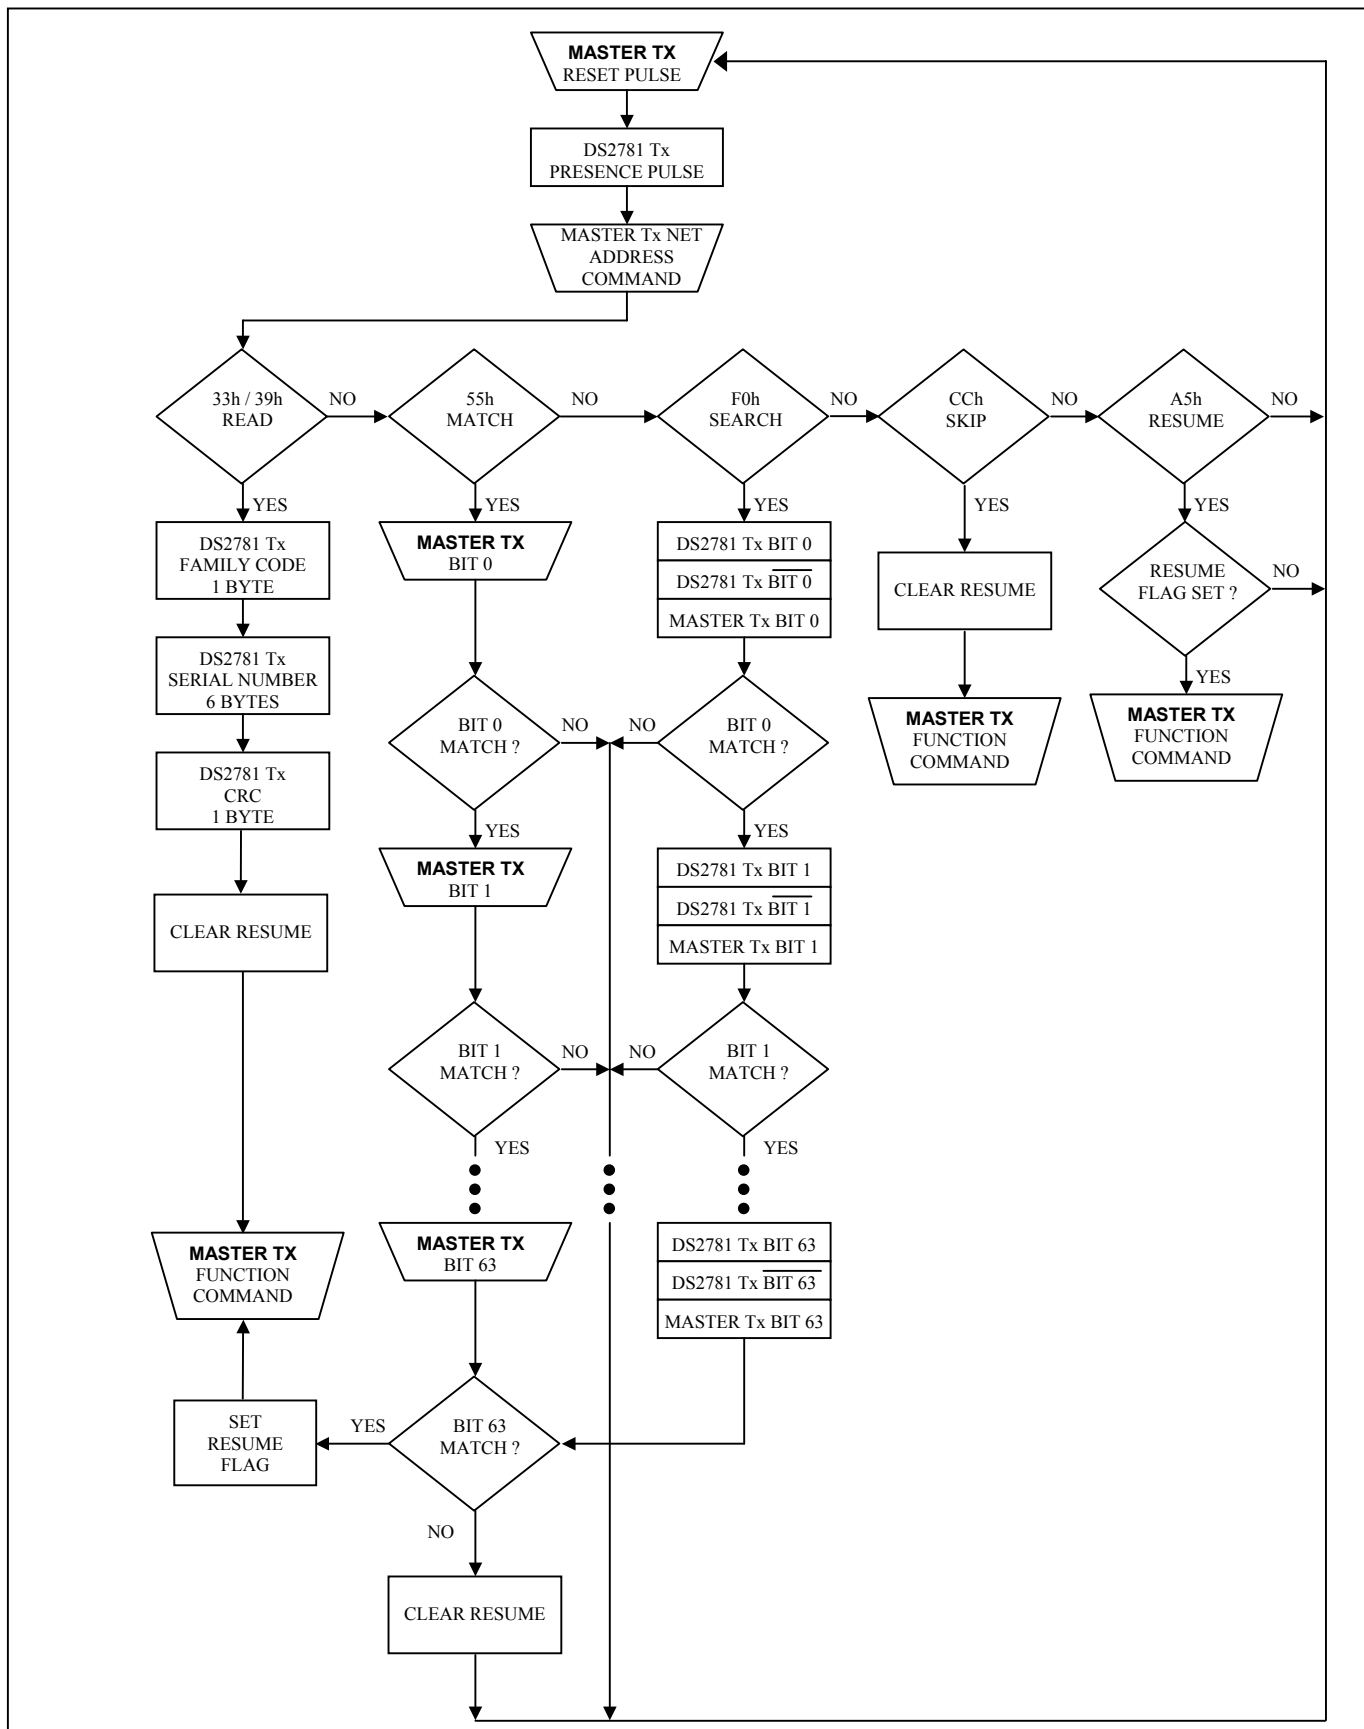 MASTER TX
RESET PULSE
DS2781 Tx
PRESENCE PULSE
MASTER Tx NET
ADDRESS
COMMAND
33h / 39h
READ
NO
YES
55h
MATCH
NO
YES
F0h
SEARCH
NO
YES
CCh
SKIP
NO
YES
A5h
RESUME
NO
YES
DS2781 Tx
FAMILY CODE
1 BYTE
DS2781 Tx
SERIAL NUMBER
6 BYTES
DS2781 Tx
CRC
1 BYTE
CLEAR RESUME
MASTER TX
FUNCTION
COMMAND
SET
RESUME
FLAG
MASTER TX
BIT 0
BIT 0
MATCH ?
NO
YES
MASTER TX
BIT 1
BIT 1
MATCH ?
NO
YES
MASTER TX
BIT 63
BIT 63
MATCH ?
YES
NO
CLEAR RESUME
DS2781 Tx BIT 0
DS2781 Tx BIT 0
MASTER Tx BIT 0
BIT 0
MATCH ?
NO
YES
DS2781 Tx BIT 1
DS2781 Tx BIT 1
MASTER Tx BIT 1
BIT 1
MATCH ?
NO
YES
DS2781 Tx BIT 63
DS2781 Tx BIT 63
MASTER Tx BIT 63
CLEAR RESUME
MASTER TX
FUNCTION
COMMAND
RESUME
FLAG SET ?
NO
YES
MASTER TX
FUNCTION
COMMAND